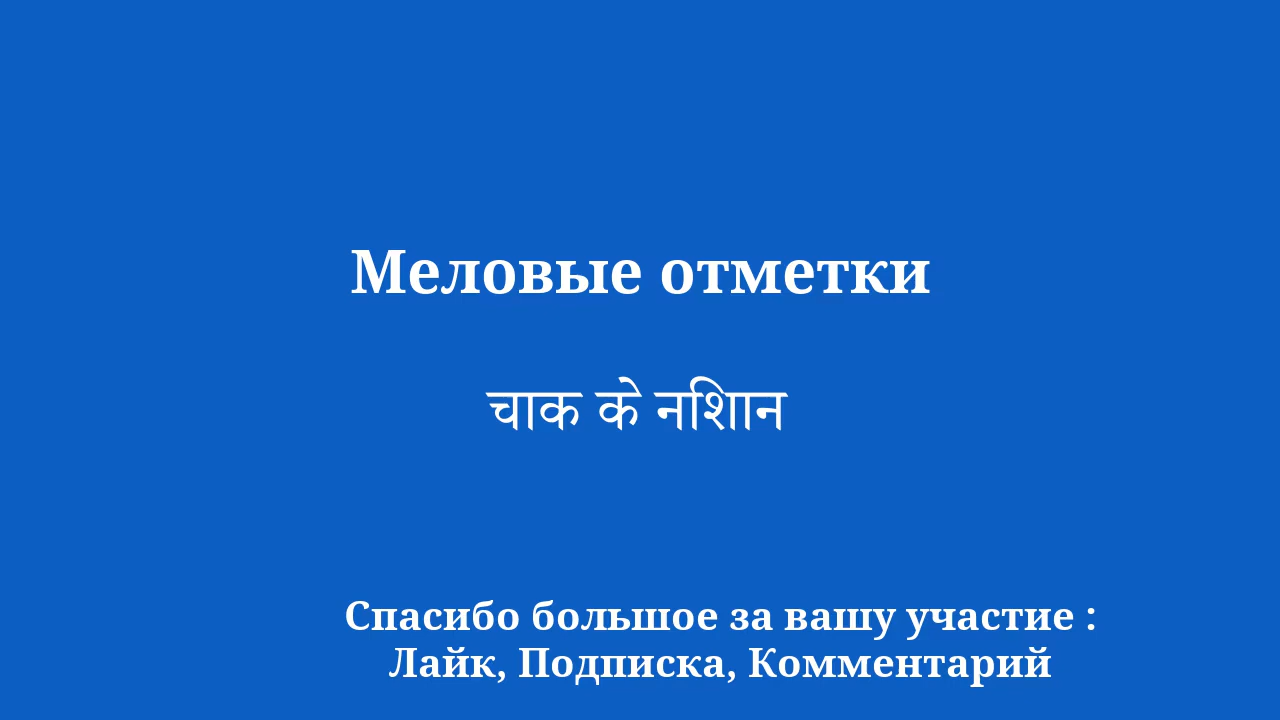 Меловые отметки
चाक के निशान
Спасибо большое за вашу участие :
Лайк, Подписка, Комментарий